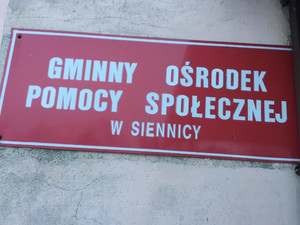 GMINNY OŚRODEK
POMOCY SPOŁECZNEJ
W SIENNICY